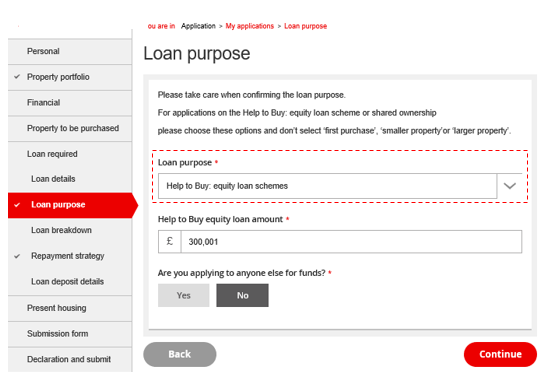 ou are in Application > My applications > Loan purpose
Personal
Property portfolio
Financial
Property to be purchased
Loan required
Loan details
Loan purpose
Loan breakdown
Repayment strategy
Loan deposit details
Present housing
Submission form
Declaration and submit
Loan purpose
Please take care when confirming the loan purpose.
For applications on the Help to Buy: equity loan scheme or shared ownership
please choose these options and don't select 'first purchase', 'smaller property'or 'larger property'.
Loan purpose *
Help to Buy: equity loan schemes
Help to Buy equity loan amount *
£ 300,001
Are you applying to anyone else for funds? *
Yes No
Back Continue